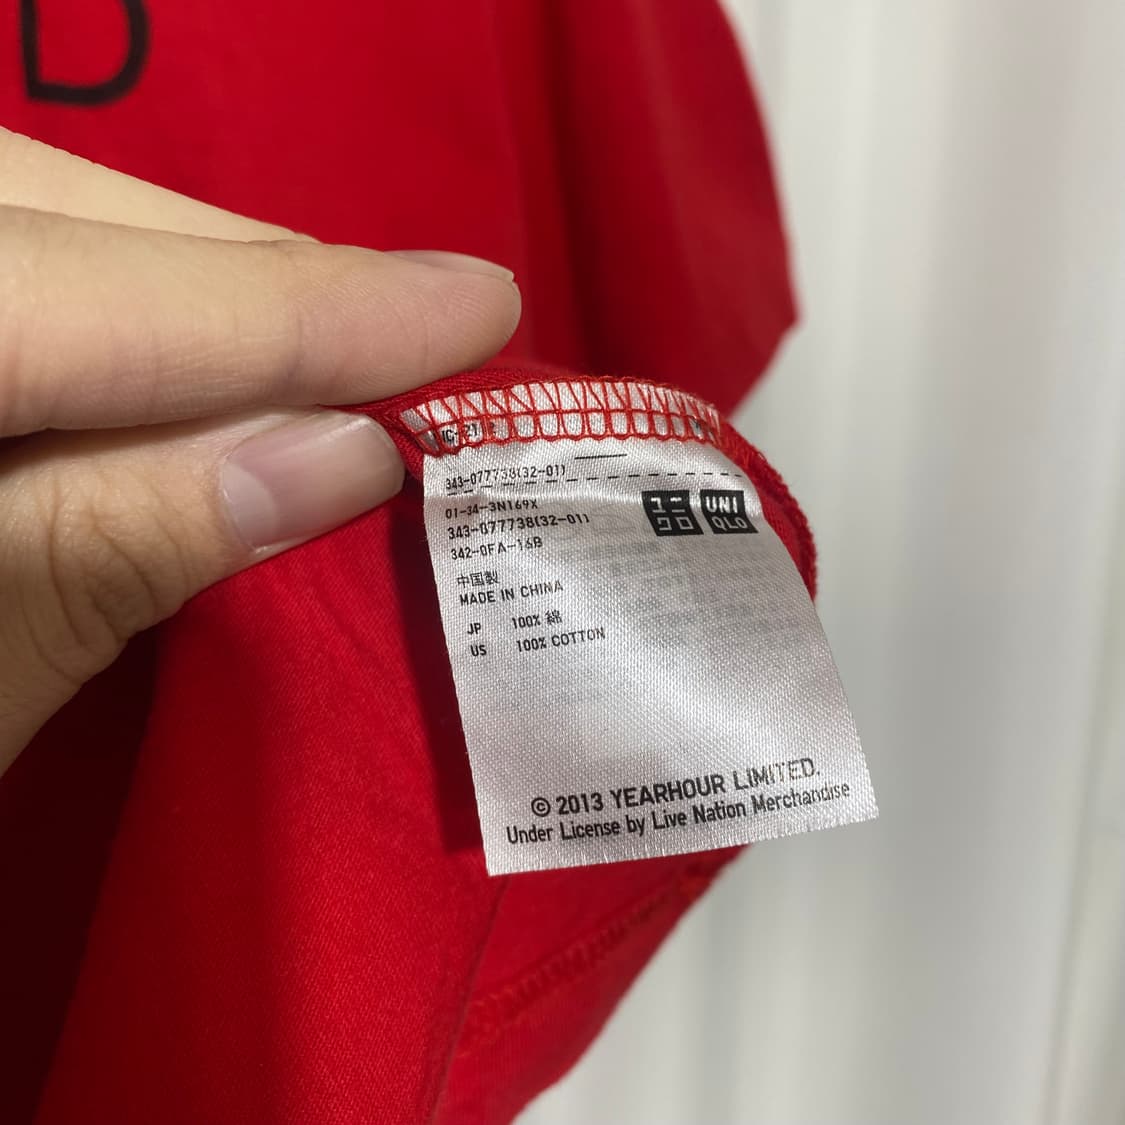 D
343-077738(32-01)
01-34-3N169X
343-077738(32-01)
342-0FA-16B
ユニクロ
UNIQLO
中国製
MADE IN CHINA
JP 100% 綿
US 100% COTTON
© 2013 YEARHOUR LIMITED.
Under License by Live Nation Merchandise